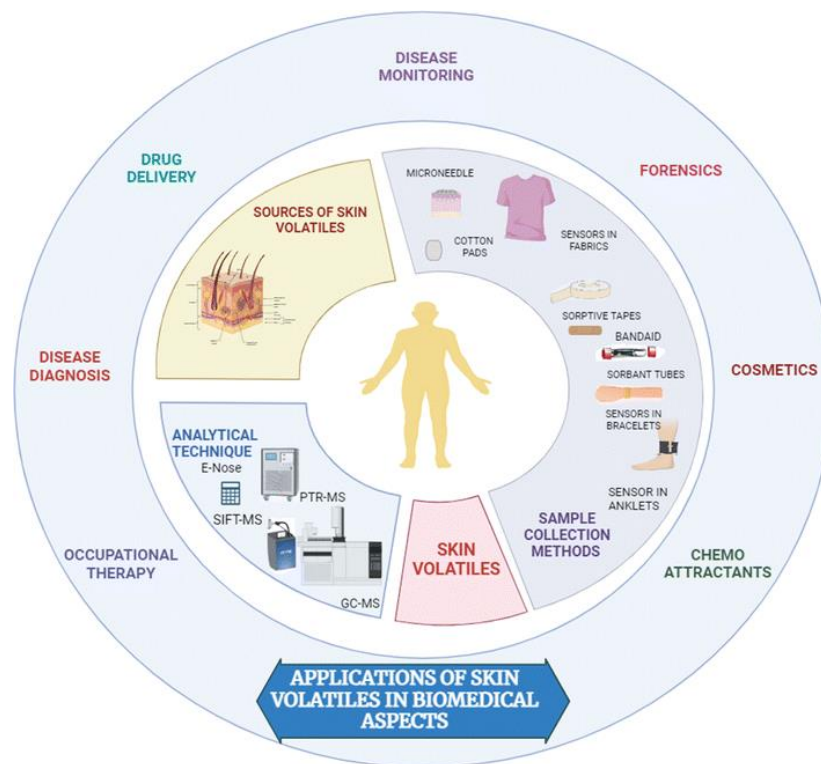 DISEASE
MONITORING
DRUG
DELIVERY
FORENSICS
MICRONEEDLE
SOURCES OF SKIN
VOLATILES
SENSORS IN
FABRICS
COTTON
PADS
SORPTIVE TAPES
BANDAID
DISEASE
DIAGNOSIS
COSMETICS
SORBANT TUBES
SENSORS IN
BRACELETS
ANALYTICAL
TECHNIQUE
E-Nose
PTR-MS
SIFT-MS
GC-MS
SENSOR IN
ANKLETS
SAMPLE
COLLECTION
METHODS
SKIN
VOLATILES
OCCUPATIONAL
THERAPY
CHEMO
ATTRACTANTS
APPLICATIONS OF SKIN
VOLATILES IN BIOMEDICAL
ASPECTS